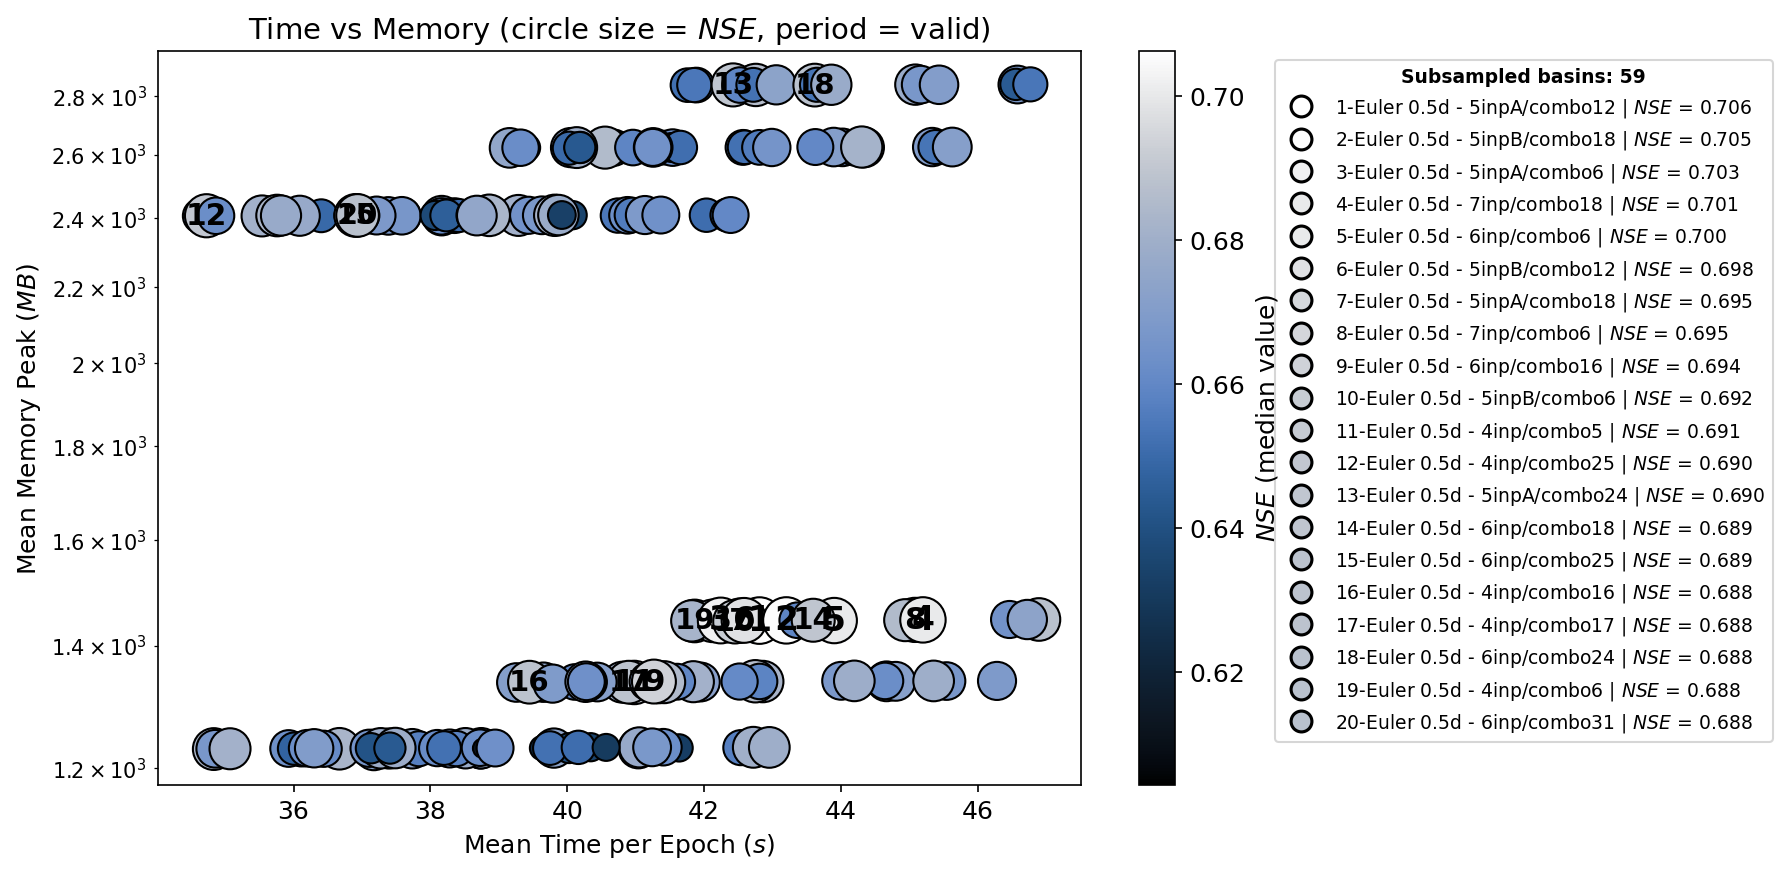 Time vs Memory (circle size = NSE, period = valid)
Mean Memory Peak (MB)
2.8 × 10³
2.6 × 10³
2.4 × 10³
2.2 × 10³
2 × 10³
1.8 × 10³
1.6 × 10³
1.4 × 10³
1.2 × 10³
13 18
12
16
1 2 14 5
8 4
36 38 40 42 44 46
Mean Time per Epoch (s)
0.70
0.68
0.66
0.64
0.62
NSE (median value)
Subsampled basins: 59
1-Euler 0.5d - 5inpA/combo12 | NSE = 0.706
2-Euler 0.5d - 5inpB/combo18 | NSE = 0.705
3-Euler 0.5d - 5inpA/combo6 | NSE = 0.703
4-Euler 0.5d - 7inp/combo18 | NSE = 0.701
5-Euler 0.5d - 6inp/combo6 | NSE = 0.700
6-Euler 0.5d - 5inpB/combo12 | NSE = 0.698
7-Euler 0.5d - 5inpA/combo18 | NSE = 0.695
8-Euler 0.5d - 7inp/combo6 | NSE = 0.695
9-Euler 0.5d - 6inp/combo16 | NSE = 0.694
10-Euler 0.5d - 5inpB/combo6 | NSE = 0.692
11-Euler 0.5d - 4inp/combo5 | NSE = 0.691
12-Euler 0.5d - 4inp/combo25 | NSE = 0.690
13-Euler 0.5d - 5inpA/combo24 | NSE = 0.690
14-Euler 0.5d - 6inp/combo18 | NSE = 0.689
15-Euler 0.5d - 6inp/combo25 | NSE = 0.689
16-Euler 0.5d - 4inp/combo16 | NSE = 0.688
17-Euler 0.5d - 4inp/combo17 | NSE = 0.688
18-Euler 0.5d - 6inp/combo24 | NSE = 0.688
19-Euler 0.5d - 4inp/combo6 | NSE = 0.688
20-Euler 0.5d - 6inp/combo31 | NSE = 0.688